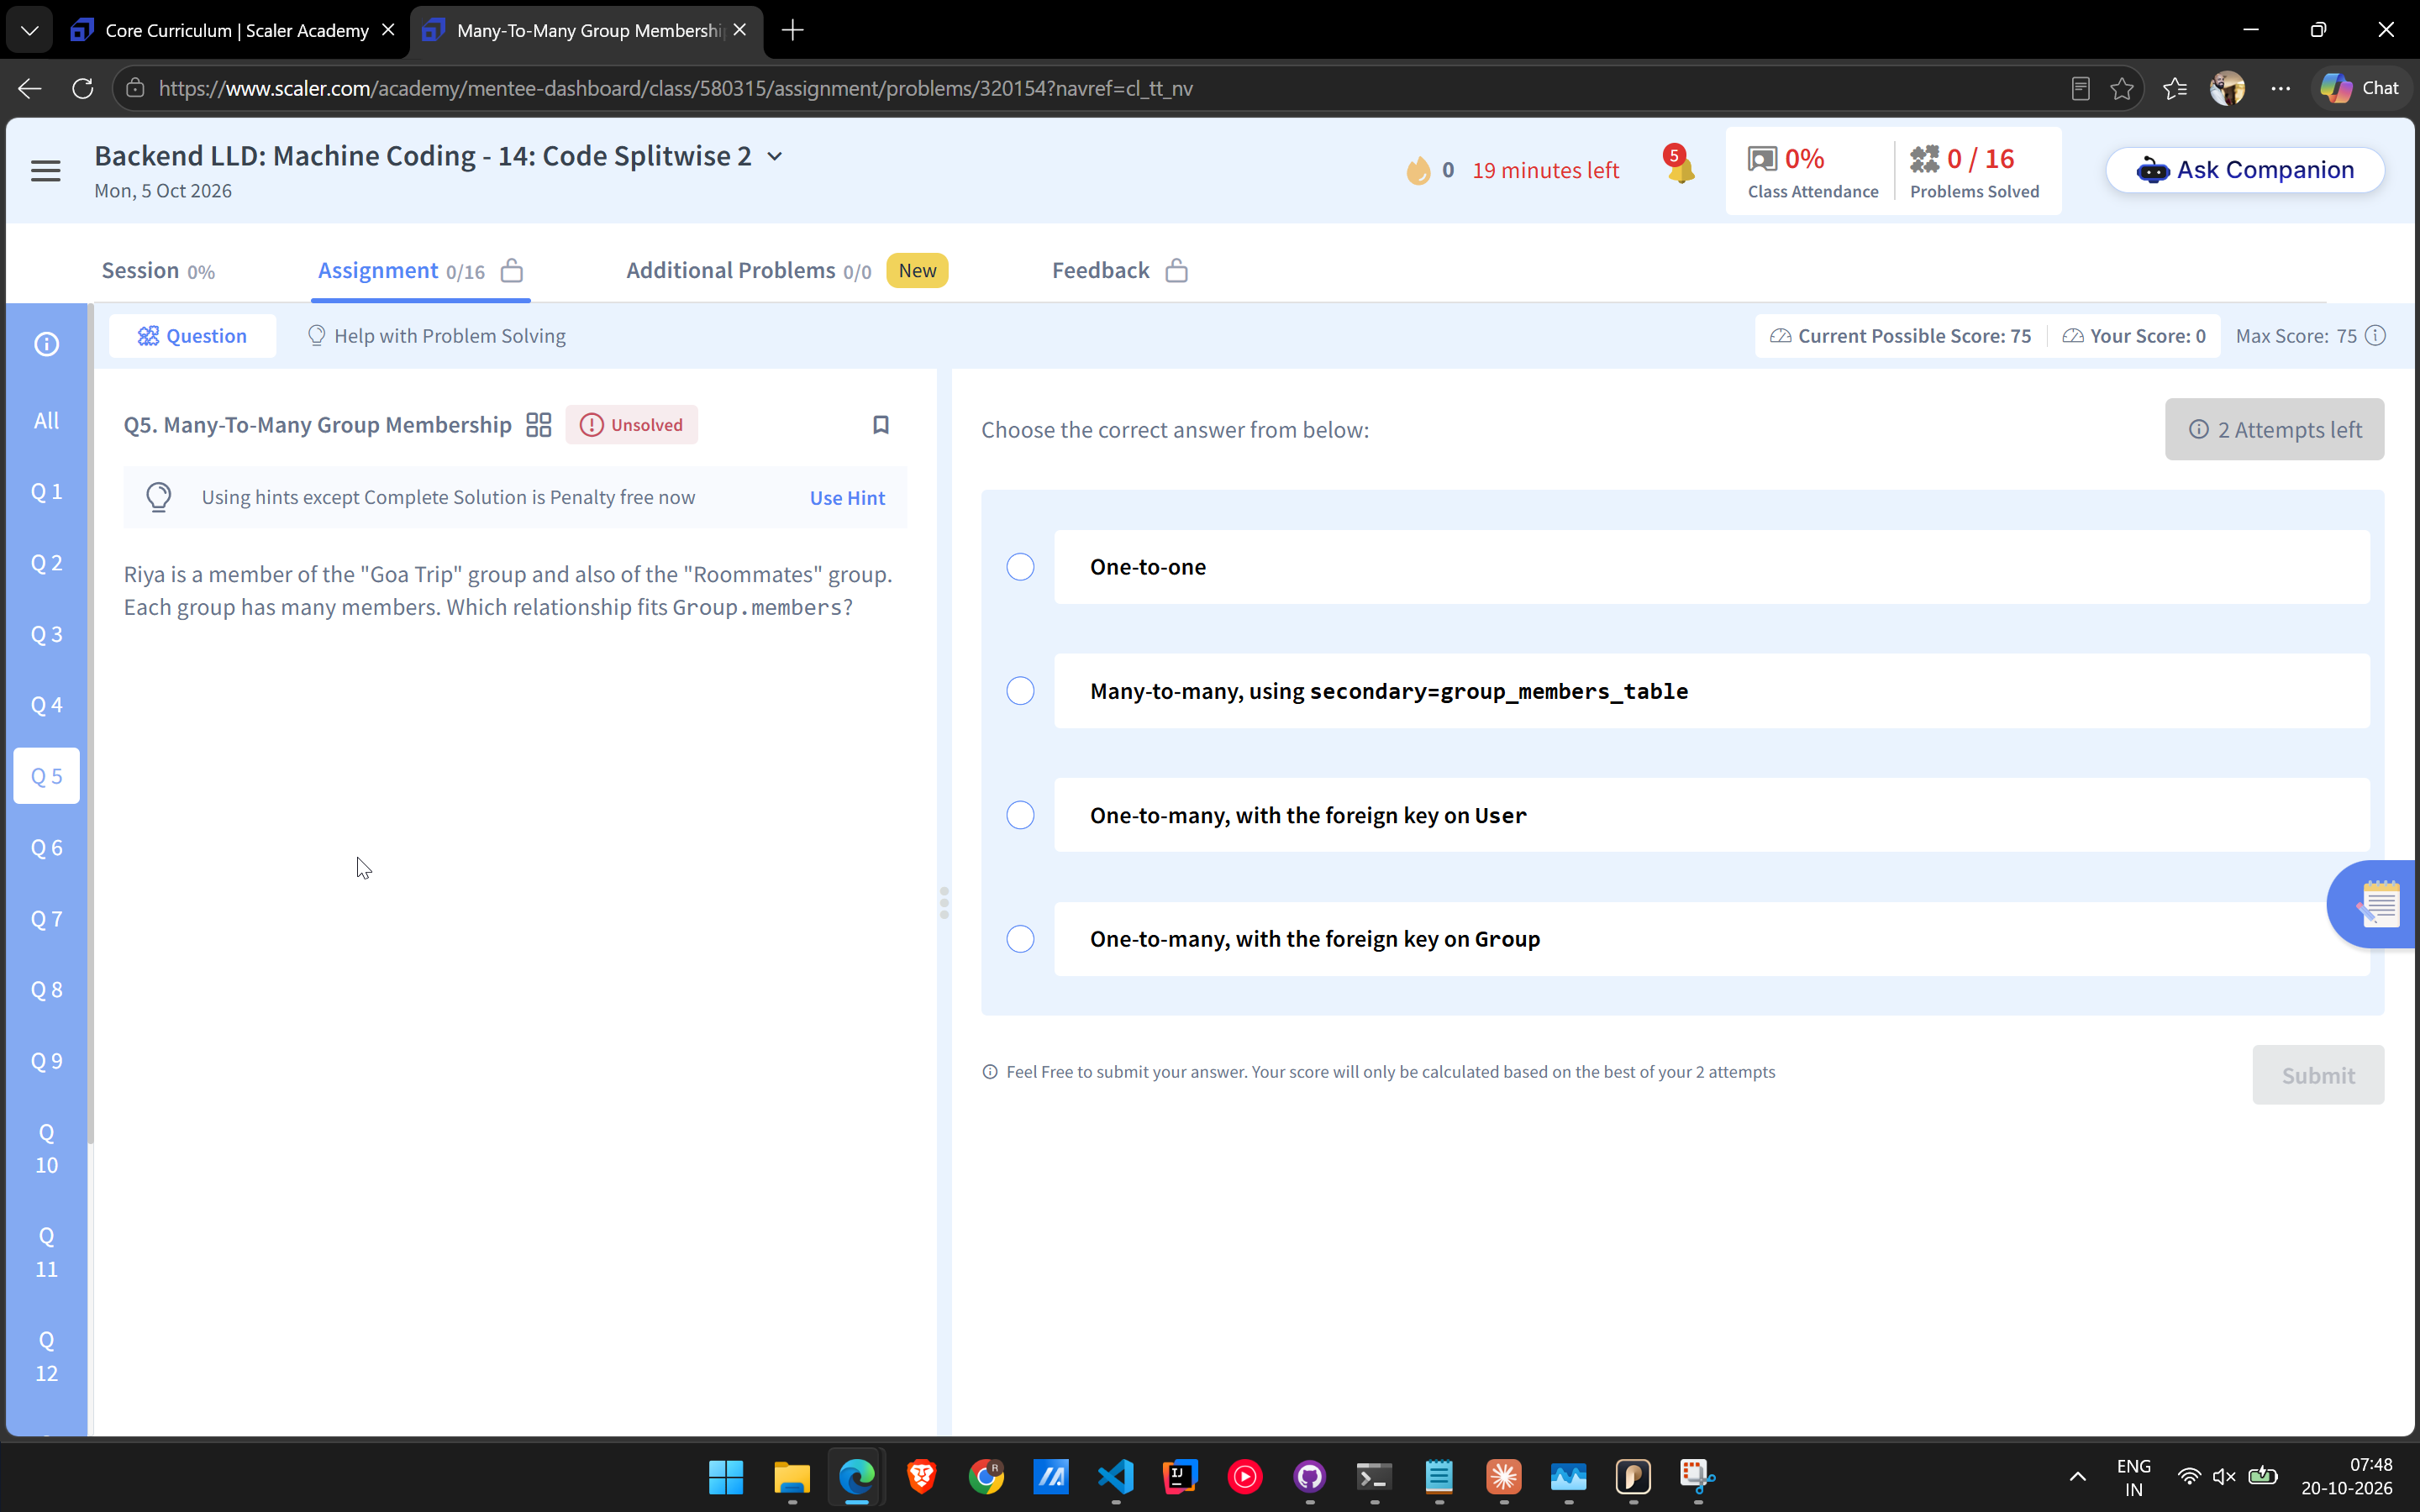 Core Curriculum | Scaler Academy
Many-To-Many Group Membershi
https://www.scaler.com/academy/mentee-dashboard/class/580315/assignment/problems/320154?navref=cl_tt_nv
Chat
Backend LLD: Machine Coding - 14: Code Splitwise 2
Mon, 5 Oct 2026
0
19 minutes left
5
0%
Class Attendance
0 / 16
Problems Solved
Ask Companion
Session 0%
Assignment 0/16
Additional Problems 0/0
New
Feedback
Question
Help with Problem Solving
Current Possible Score: 75
Your Score: 0
Max Score: 75
All
Q 1
Q 2
Q 3
Q 4
Q 5
Q 6
Q 7
Q 8
Q 9
Q
10
Q
11
Q
12
Q5. Many-To-Many Group Membership
Unsolved
Using hints except Complete Solution is Penalty free now
Use Hint
Riya is a member of the "Goa Trip" group and also of the "Roommates" group.
Each group has many members. Which relationship fits Group.members?
Choose the correct answer from below:
2 Attempts left
One-to-one
Many-to-many, using secondary=group_members_table
One-to-many, with the foreign key on User
One-to-many, with the foreign key on Group
Feel Free to submit your answer. Your score will only be calculated based on the best of your 2 attempts
Submit
R
IJ
ENG
IN
07:48
20-10-2026